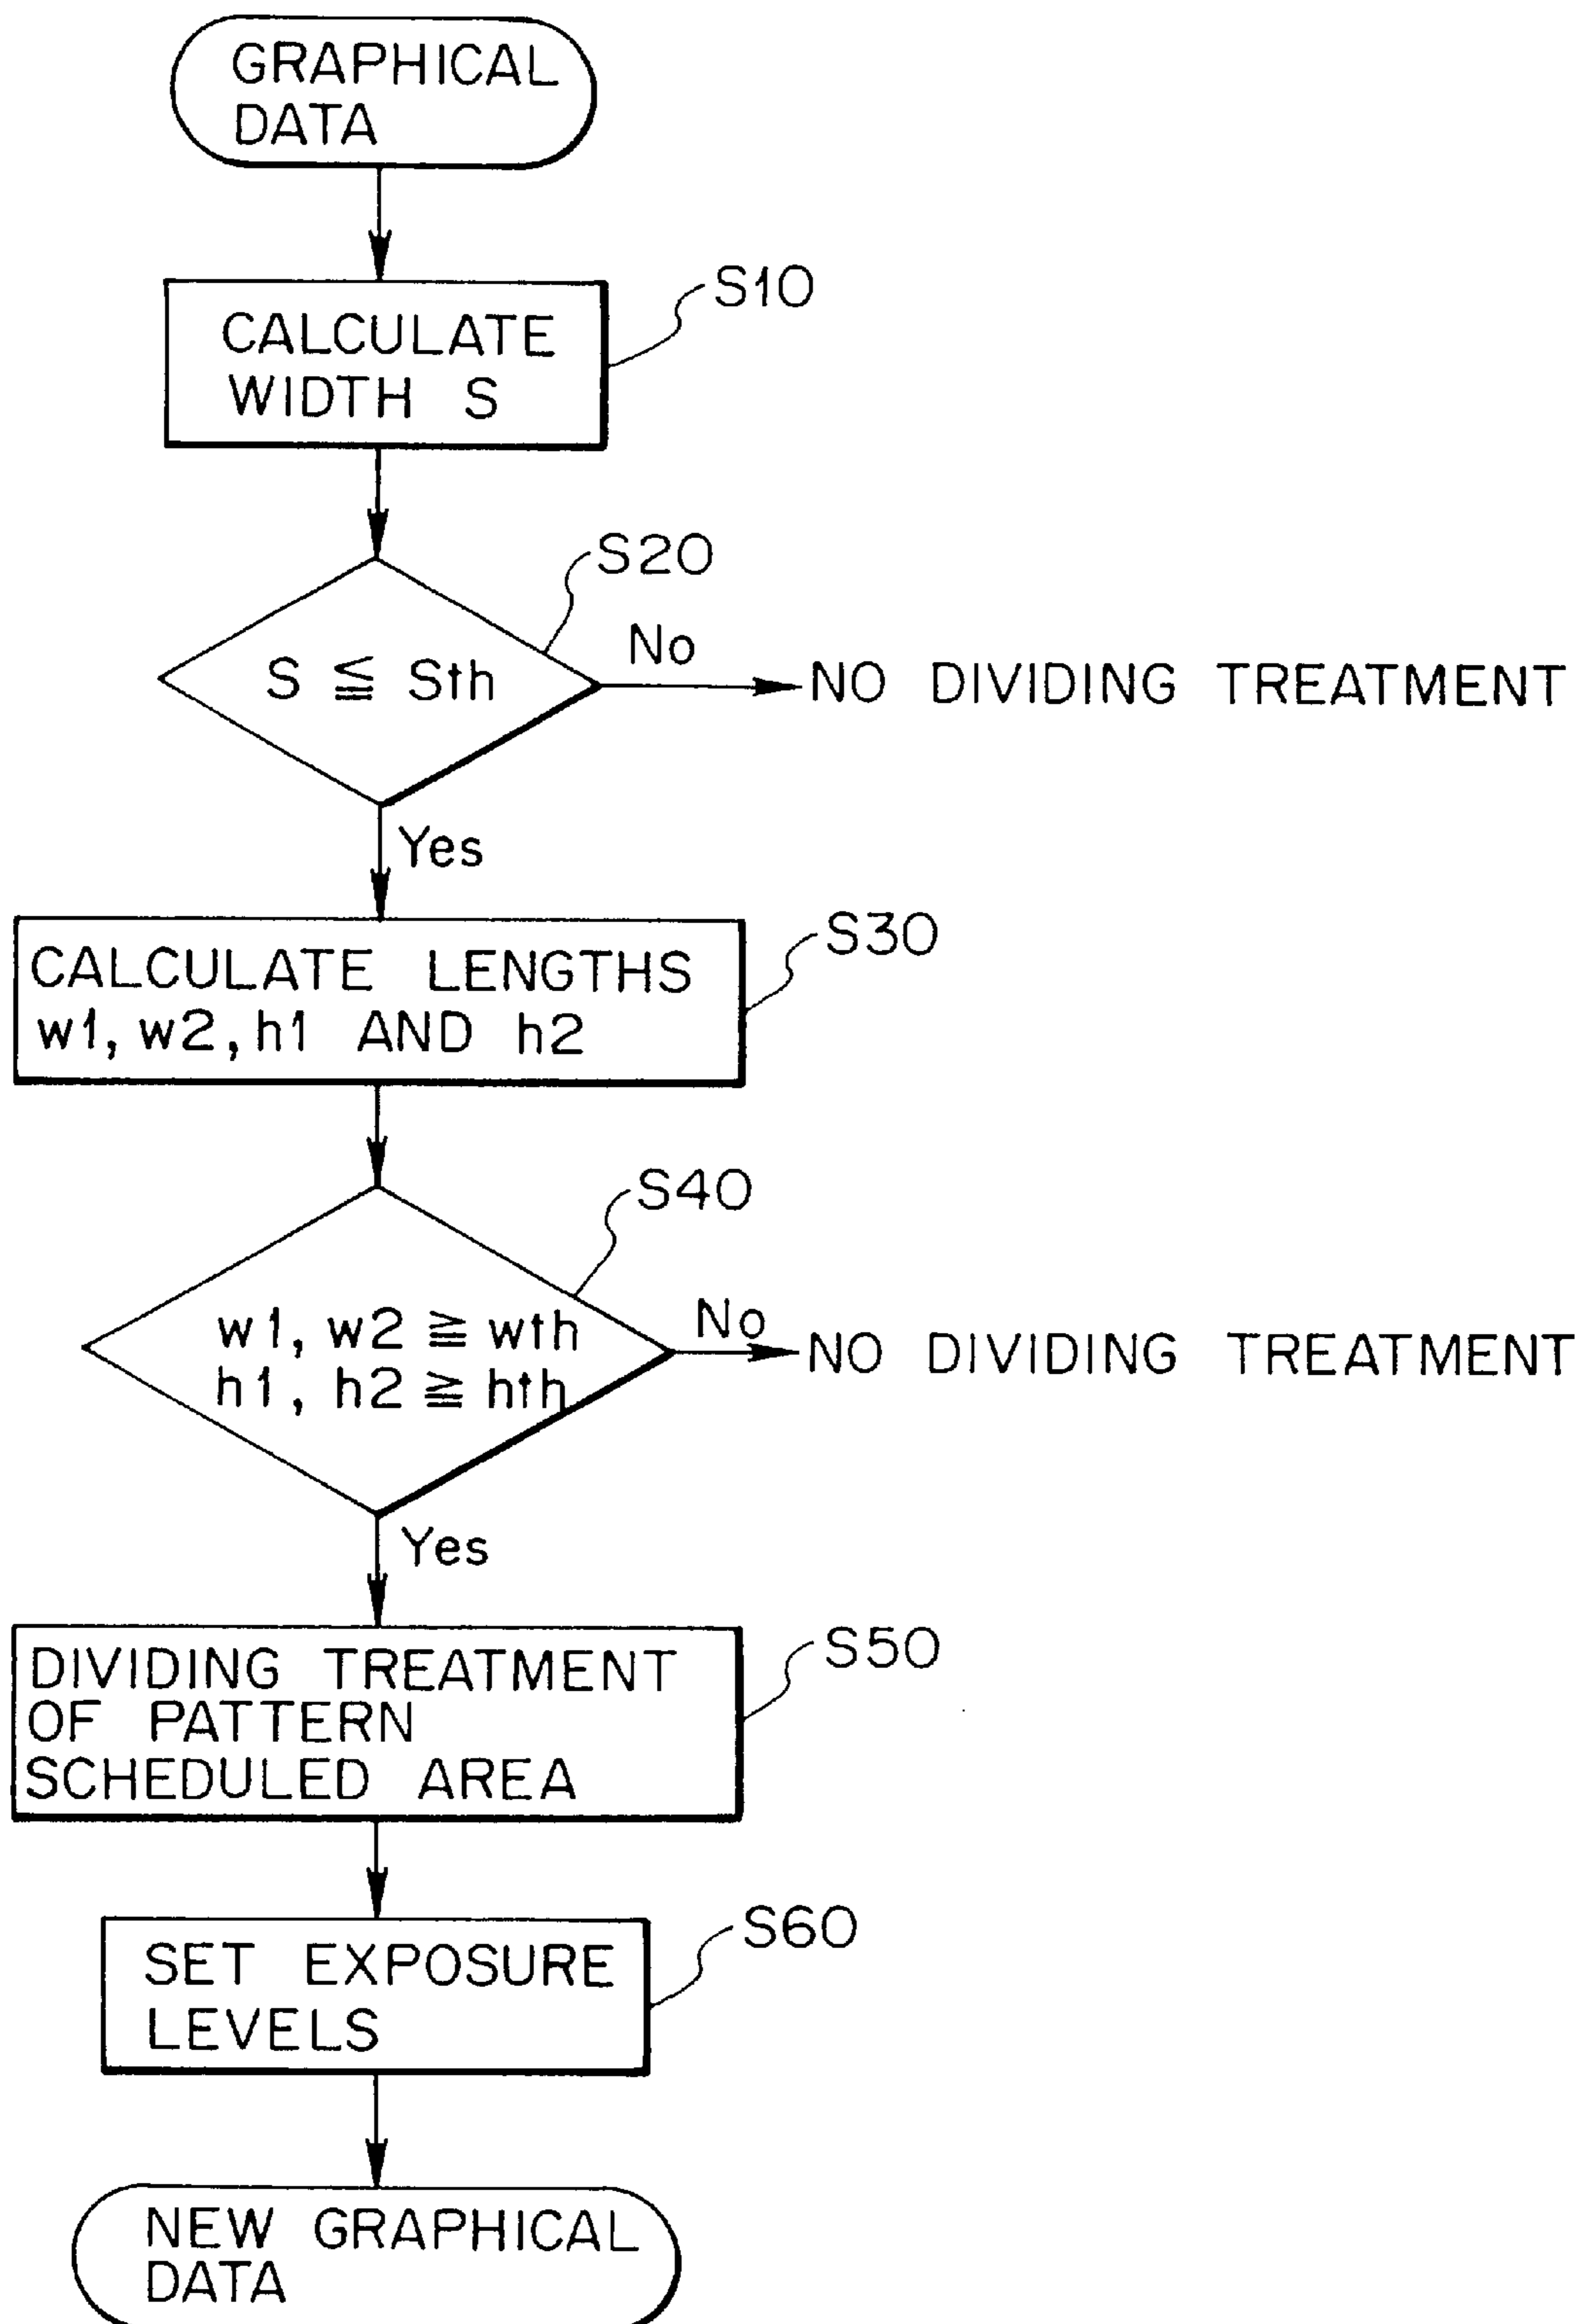 GRAPHICAL
DATA
S10
CALCULATE
WIDTH S
S20
S ≦ Sth
No
NO DIVIDING TREATMENT
Yes
S30
CALCULATE LENGTHS
w1, w2, h1 AND h2
S40
w1, w2 ≧ wth
h1, h2 ≧ hth
No
NO DIVIDING TREATMENT
Yes
S50
DIVIDING TREATMENT
OF PATTERN
SCHEDULED AREA
S60
SET EXPOSURE
LEVELS
NEW GRAPHICAL
DATA